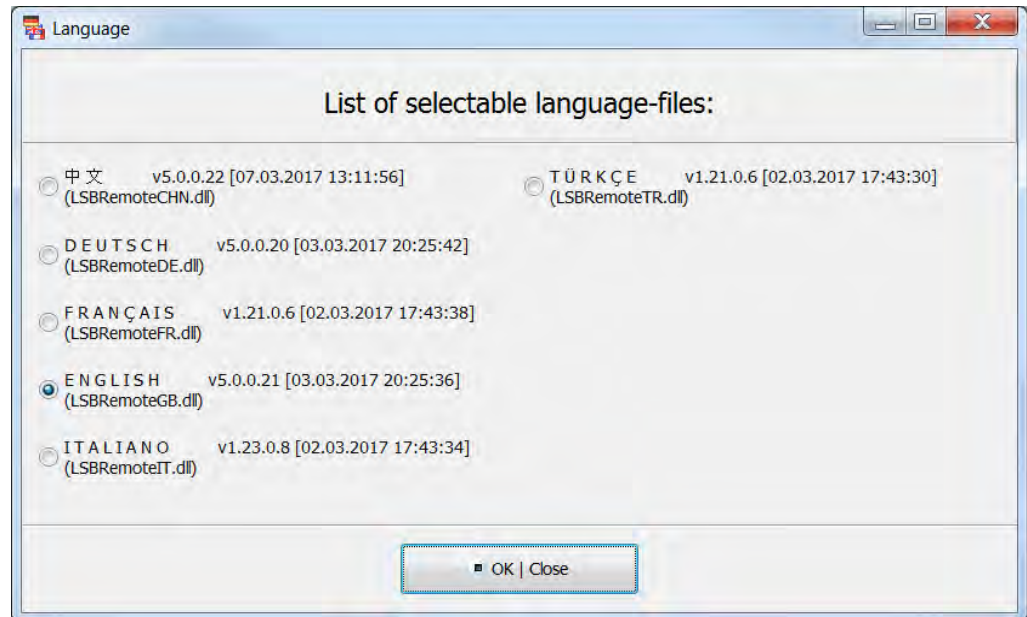 Language
List of selectable language-files:
中文 v5.0.0.22 [07.03.2017 13:11:56]
(LSBRemoteCHN.dll)
DEUTSCH v5.0.0.20 [03.03.2017 20:25:42]
(LSBRemoteDE.dll)
FRANÇAIS v1.21.0.6 [02.03.2017 17:43:38]
(LSBRemoteFR.dll)
ENGLISH v5.0.0.21 [03.03.2017 20:25:36]
(LSBRemoteGB.dll)
ITALIANO v1.23.0.8 [02.03.2017 17:43:34]
(LSBRemoteIT.dll)
TÜRKÇE v1.21.0.6 [02.03.2017 17:43:30]
(LSBRemoteTR.dll)
OK | Close